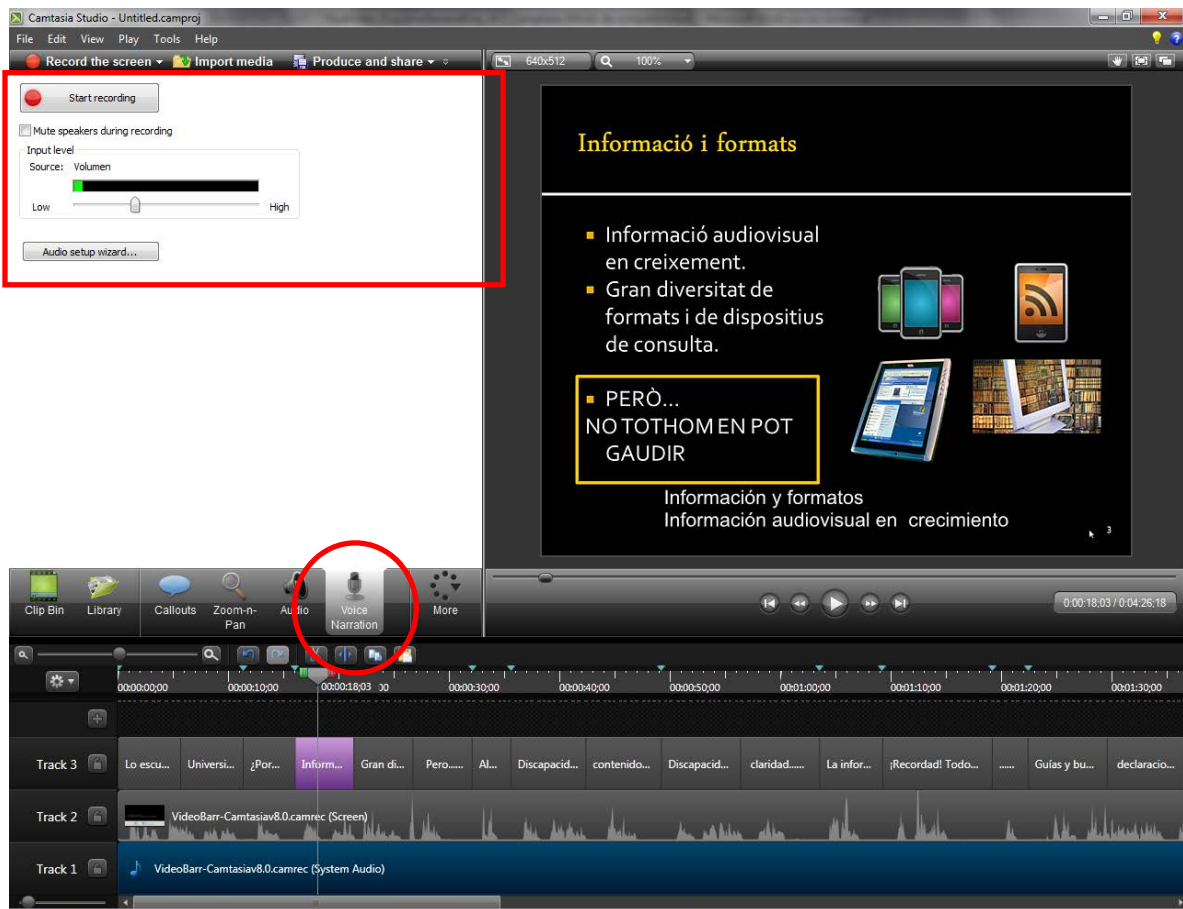 Camtasia Studio - Untitled.camproj
File Edit View Play Tools Help
Record the screen Import media Produce and share
640x512 100%
Start recording
Mute speakers during recording
Input level
Source: Volumen
Low High
Audio setup wizard...
Informació i formats
Informació audiovisual
en creixement.
Gran diversitat de
formats i de dispositius
de consulta.
PERÒ...
NO TOTHOM EN POT
GAUDIR
Información y formatos
Información audiovisual en crecimiento
3
Clip Bin Library Callouts Zoom-n-Pan Audio Voice Narration More
0:00:18;03 / 0:04:26;18
00:00:00;00 00:00:10;00 00:00:18;03 00:00:30;00 00:00:40;00 00:00:50;00 00:01:00;00 00:01:10;00 00:01:20;00 00:01:30;00
Track 3 Lo escu... Universi... ¿Por... Inform... Gran di... Pero...... Al... Discapacid... contenido... Discapacid... claridad...... La infor... ¡Recordad! Todo... ...... Guías y bu... declaracio...
Track 2 VideoBarr-Camtasiav8.0.camrec (Screen)
Track 1 VideoBarr-Camtasiav8.0.camrec (System Audio)